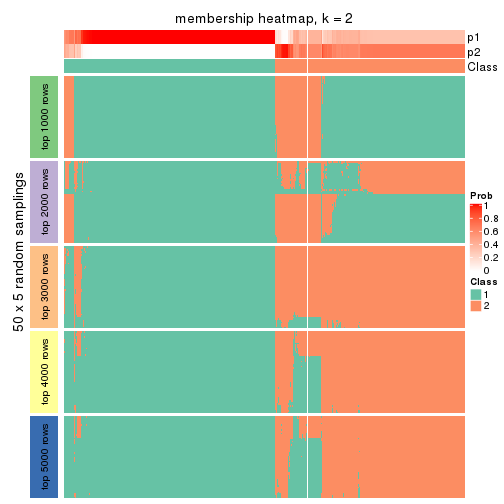 membership heatmap, k = 2
p1
p2
Class
50 x 5 random samplings
top 1000 rows
top 2000 rows
top 3000 rows
top 4000 rows
top 5000 rows
Prob
1
0.8
0.6
0.4
0.2
0
Class
1
2